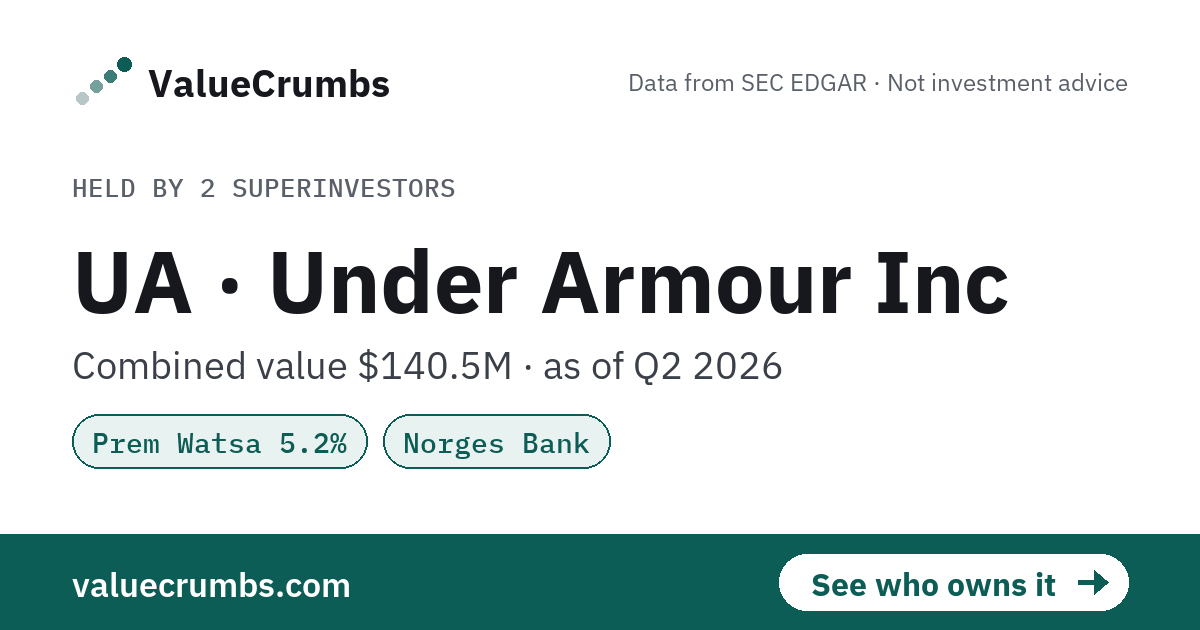 ValueCrumbs
Data from SEC EDGAR · Not investment advice
HELD BY 2 SUPERINVESTORS
UA · Under Armour Inc
Combined value $140.5M · as of Q2 2026
Prem Watsa 5.2%
Norges Bank
valuecrumbs.com
See who owns it →